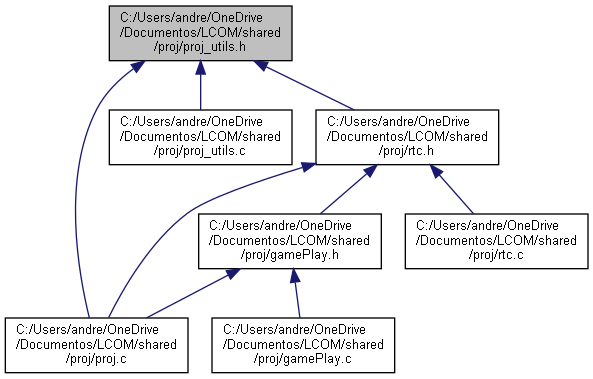 C:/Users/andre/OneDrive
/Documentos/LCOM/shared
/proj/proj_utils.h
C:/Users/andre/OneDrive
/Documentos/LCOM/shared
/proj/proj_utils.c
C:/Users/andre/OneDrive
/Documentos/LCOM/shared
/proj/rtc.h
C:/Users/andre/OneDrive
/Documentos/LCOM/shared
/proj/gamePlay.h
C:/Users/andre/OneDrive
/Documentos/LCOM/shared
/proj/rtc.c
C:/Users/andre/OneDrive
/Documentos/LCOM/shared
/proj/proj.c
C:/Users/andre/OneDrive
/Documentos/LCOM/shared
/proj/gamePlay.c